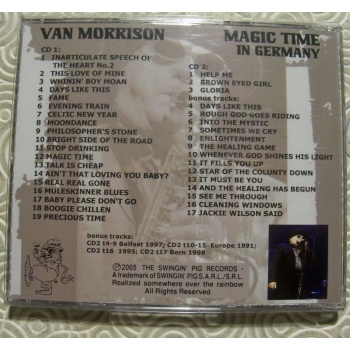 VAN MORRISON
MAGIC TIME
IN GERMANY
CD 1:
1 INARTICULATE SPEECH OF
THE HEART No.2
2 THIS LOVE OF MINE
3 WHININ' BOY MOAN
4 DAYS LIKE THIS
5 FAME
6 EVENING TRAIN
7 CELTIC NEW YEAR
8 MOONDANCE
9 PHILOSOPHER'S STONE
10 BRIGHT SIDE OF THE ROAD
11 STOP DRINKING
12 MAGIC TIME
13 TALK IS CHEAP
14 AIN'T THAT LOVING YOU BABY?
15 REAL REAL GONE
16 MULESKINNER BLUES
17 BABY PLEASE DON'T GO
18 BOOGIE CHILLEN
19 PRECIOUS TIME
CD 2:
1 HELP ME
2 BROWN EYED GIRL
3 GLORIA
bonus tracks:
4 DAYS LIKE THIS
5 ROUGH GOD GOES RIDING
6 INTO THE MYSTIC
7 SOMETIMES WE CRY
8 ENLIGHTENMENT
9 THE HEALING GAME
10 WHENEVER GOD SHINES HIS LIGHT
11 IT FILLS YOU UP
12 STAR OF THE COUNTY DOWN
13 IT MUST BE YOU
14 AND THE HEALING HAS BEGUN
15 SEE ME THROUGH
16 CLEANING WINDOWS
17 JACKIE WILSON SAID
bonus tracks:
CD2 t4-9 Belfast 1997; CD2 t10-15 Europe 1991;
CD2 t16 1995; CD2 t17 Bern 1998
©2005 THE SWINGIN' PIG RECORDS -
A trademark of SWINGIN' PIG S.A.R.L./S.R.L.
Realized somewhere over the rainbow
All Rights Reserved